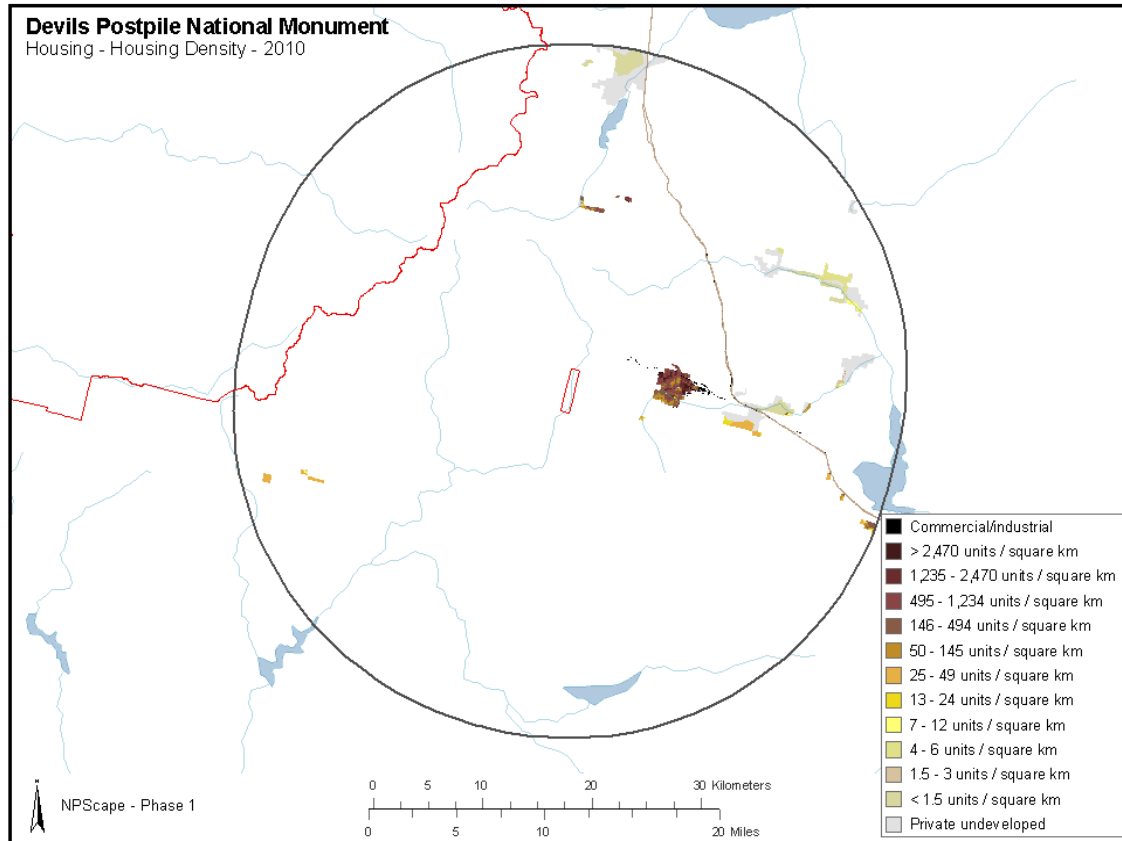 Devils Postpile National Monument
Housing - Housing Density - 2010
Commercial/industrial
> 2,470 units / square km
1,235 - 2,470 units / square km
495 - 1,234 units / square km
146 - 494 units / square km
50 - 145 units / square km
25 - 49 units / square km
13 - 24 units / square km
7 - 12 units / square km
4 - 6 units / square km
1.5 - 3 units / square km
< 1.5 units / square km
Private undeveloped
N
NPScape - Phase 1
0 5 10 20 30 Kilometers
0 5 10 20 Miles